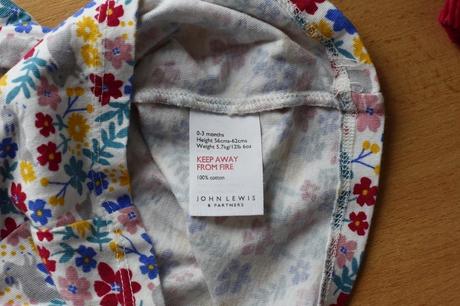 0-3 months
Height 56cms-62cms
Weight 5.7kg/12lb 6oz
KEEP AWAY
FROM FIRE
100% cotton
JOHN LEWIS
& PARTNERS